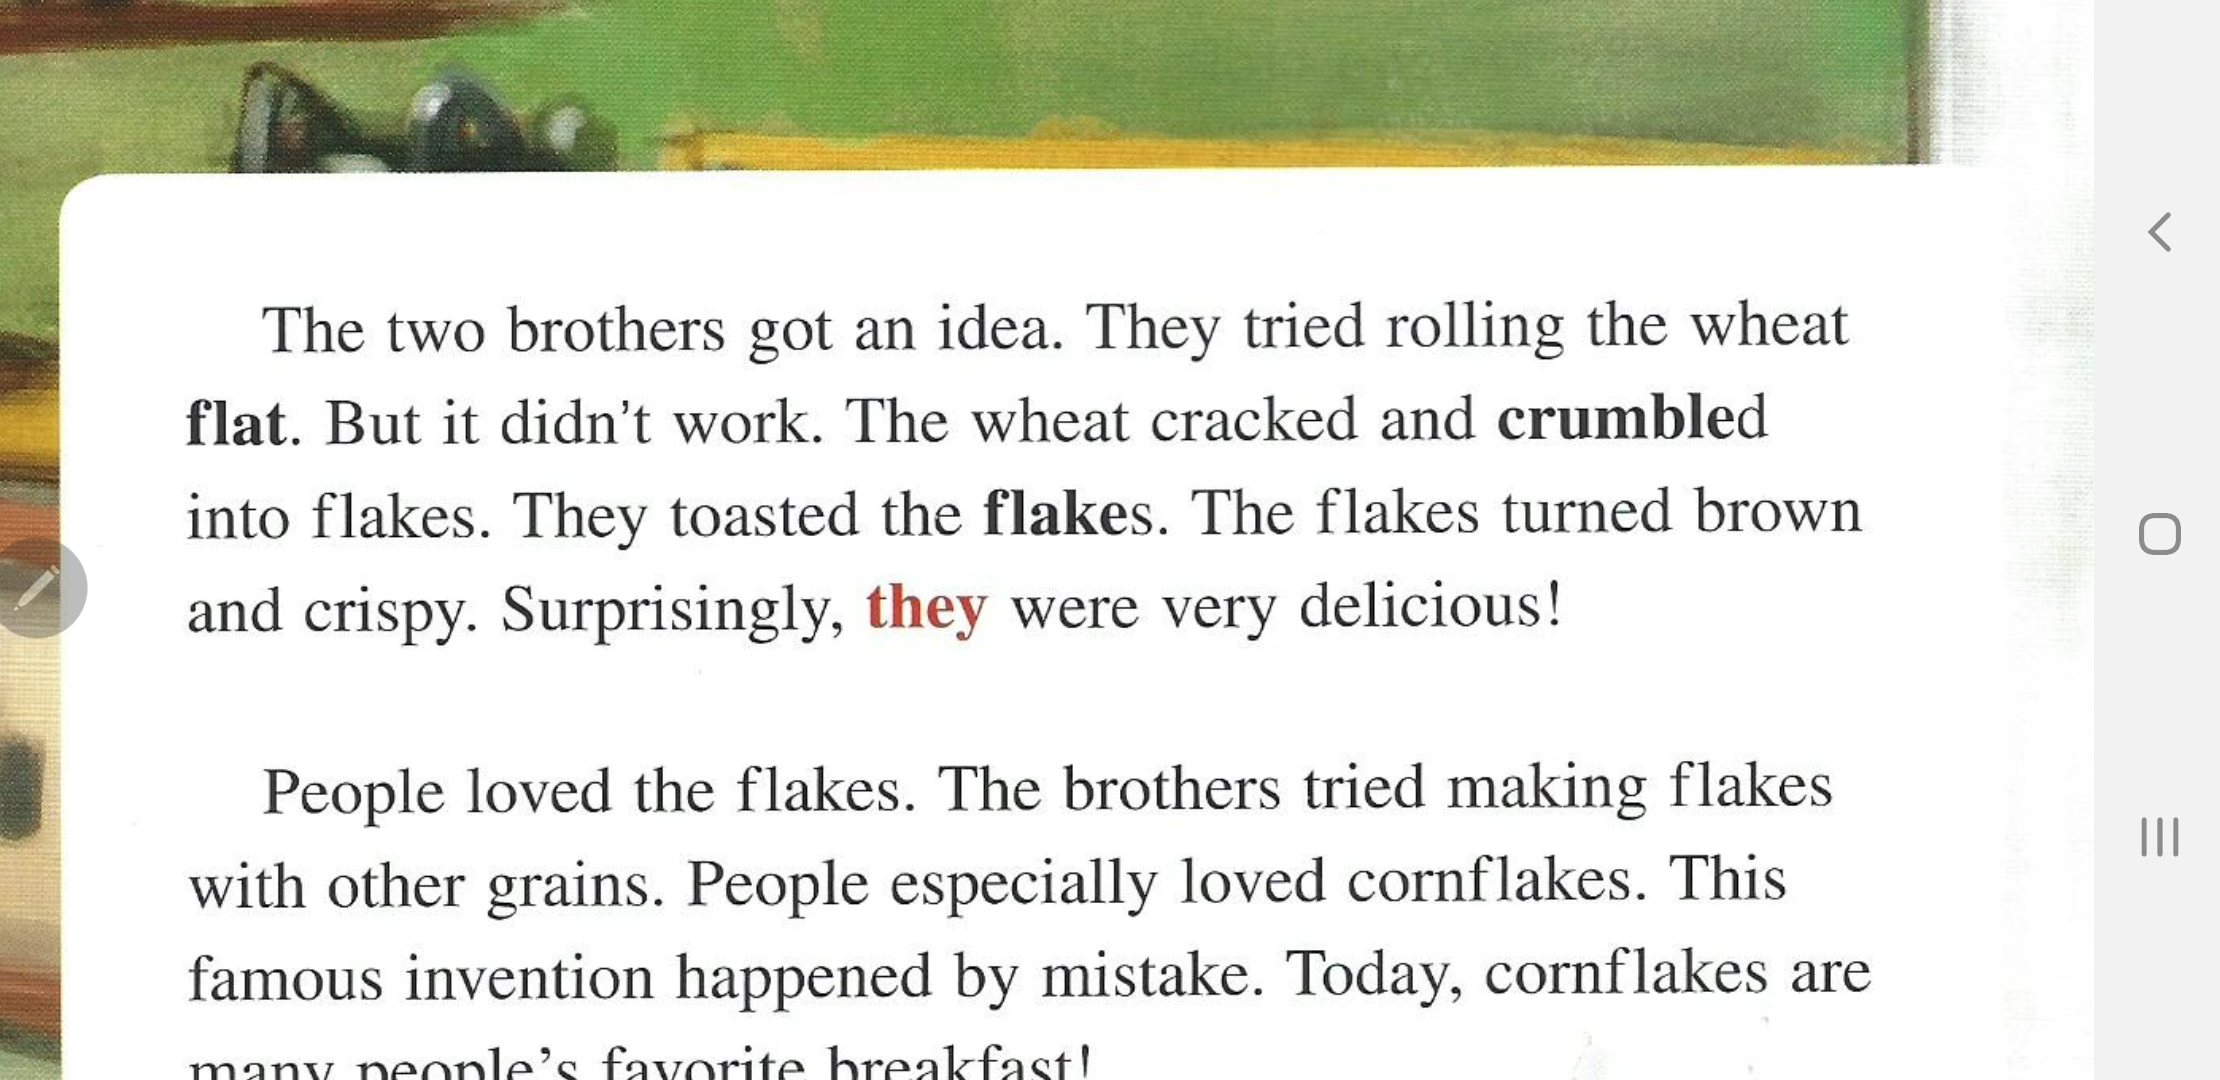 The two brothers got an idea. They tried rolling the wheat
flat. But it didn't work. The wheat cracked and crumbled
into flakes. They toasted the flakes. The flakes turned brown
and crispy. Surprisingly, they were very delicious!
People loved the flakes. The brothers tried making flakes
with other grains. People especially loved cornflakes. This
famous invention happened by mistake. Today, cornflakes are
many people's favorite breakfast!